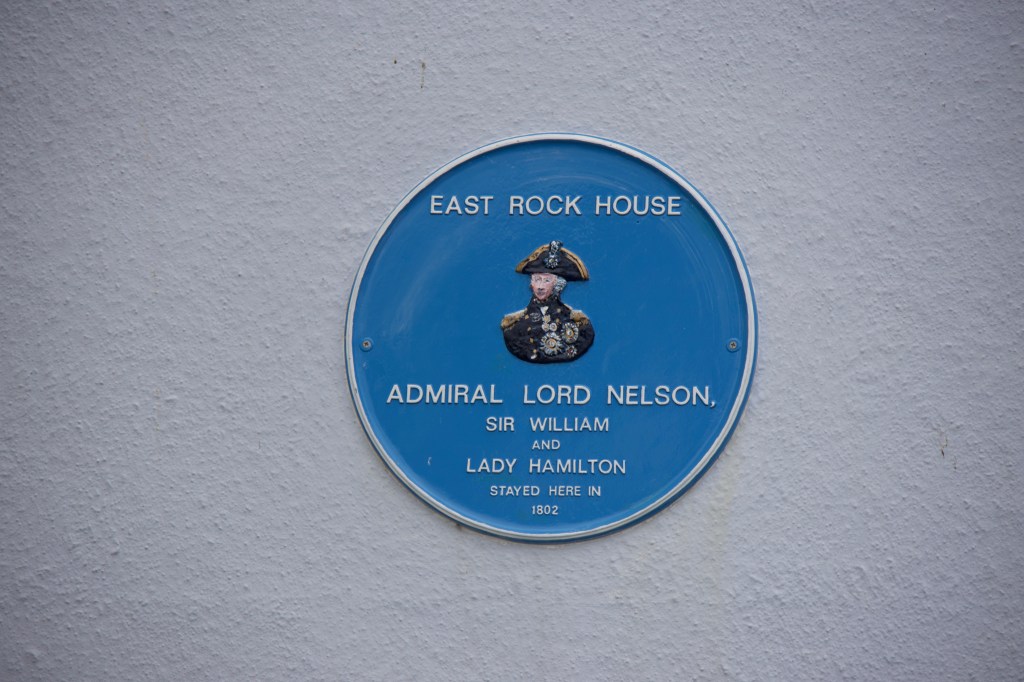 EAST ROCK HOUSE
ADMIRAL LORD NELSON,
SIR WILLIAM
AND
LADY HAMILTON
STAYED HERE IN
1802